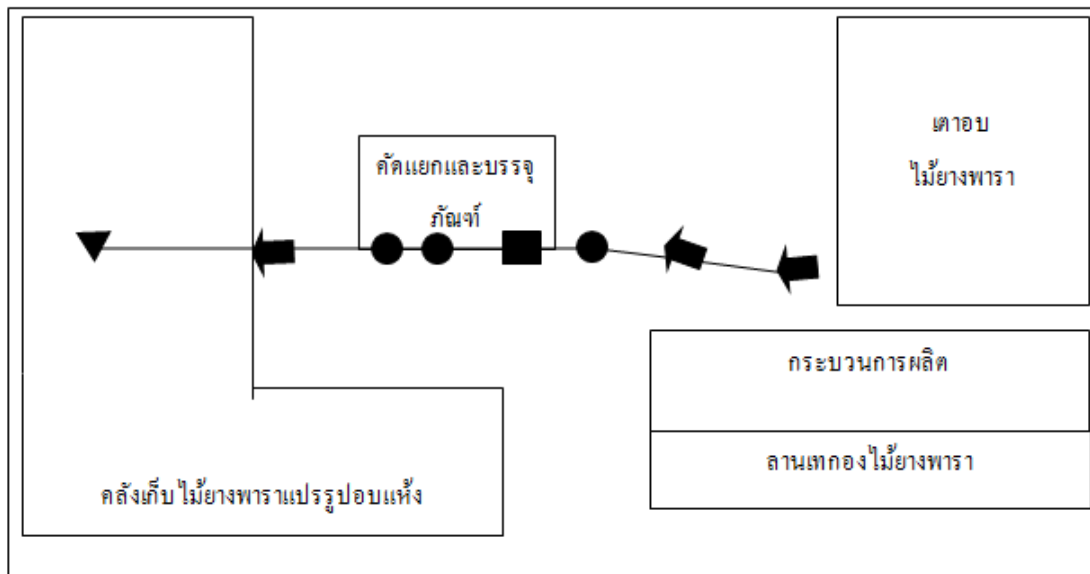 คัดแยกและบรรจุ
ภัณฑ์
เตาอบ
ไม้ยางพารา
กระบวนการผลิต
ลานเทกองไม้ยางพารา
คลังเก็บไม้ยางพาราแปรรูปอบแห้ง